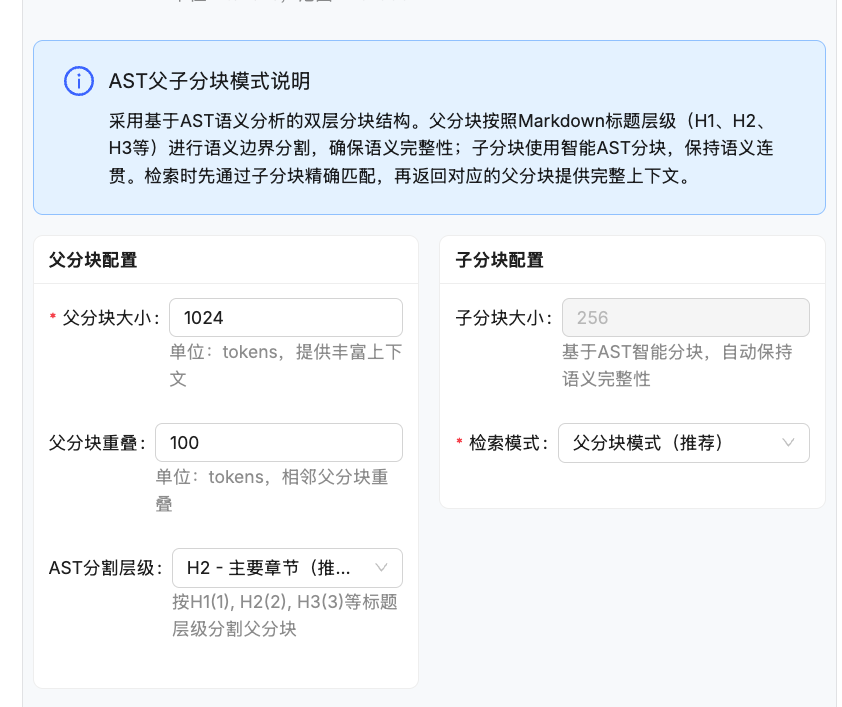 AST父子分块模式说明
采用基于AST语义分析的双层分块结构。父分块按照Markdown标题层级（H1、H2、
H3等）进行语义边界分割，确保语义完整性；子分块使用智能AST分块，保持语义连
贯。检索时先通过子分块精确匹配，再返回对应的父分块提供完整上下文。
父分块配置
* 父分块大小: 1024
单位：tokens，提供丰富上下
文
父分块重叠: 100
单位：tokens，相邻父分块重
叠
AST分割层级: H2 - 主要章节（推...
按H1(1), H2(2), H3(3)等标题
层级分割父分块
子分块配置
子分块大小: 256
基于AST智能分块，自动保持
语义完整性
* 检索模式: 父分块模式（推荐）